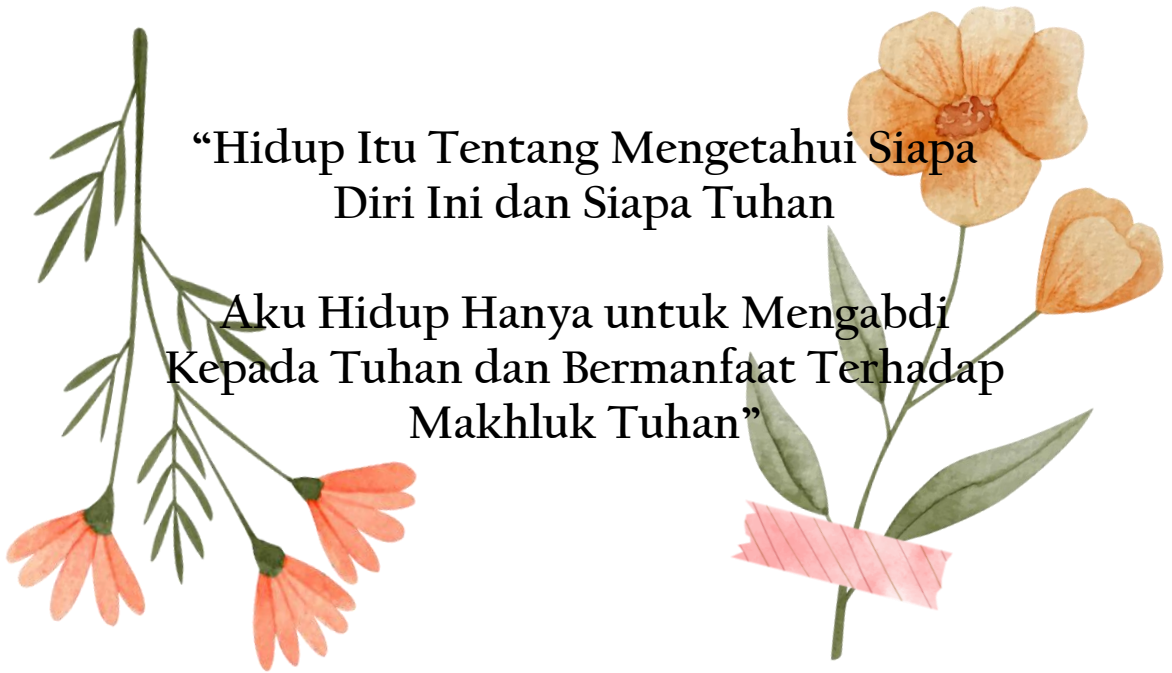 “Hidup Itu Tentang Mengetahui Siapa
Diri Ini dan Siapa Tuhan
Aku Hidup Hanya untuk Mengabdi
Kepada Tuhan dan Bermanfaat Terhadap
Makhluk Tuhan”